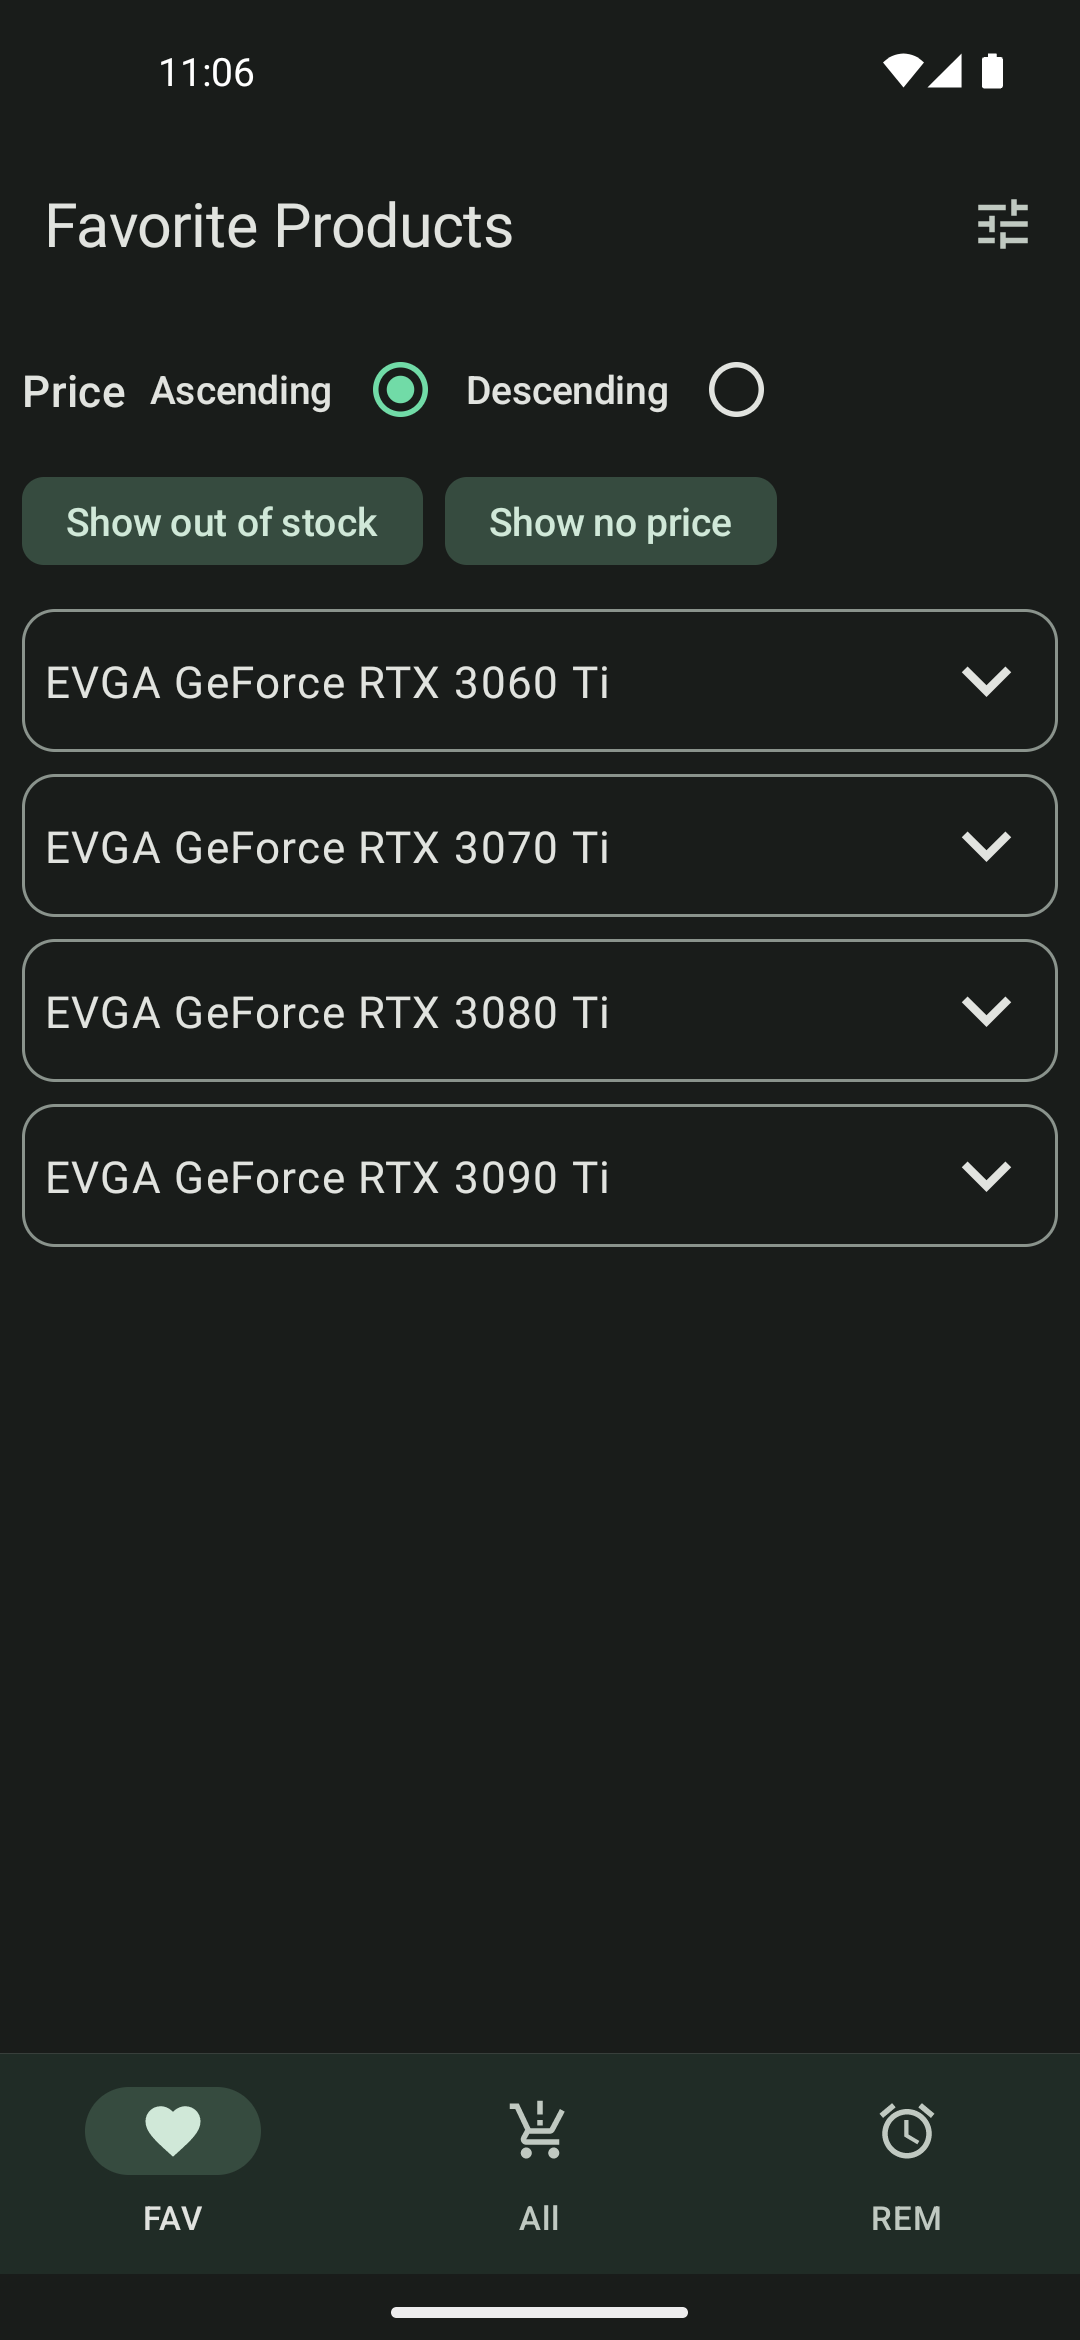 11:06
Favorite Products
Price Ascending Descending
Show out of stock Show no price
EVGA GeForce RTX 3060 Ti
EVGA GeForce RTX 3070 Ti
EVGA GeForce RTX 3080 Ti
EVGA GeForce RTX 3090 Ti
FAV All REM